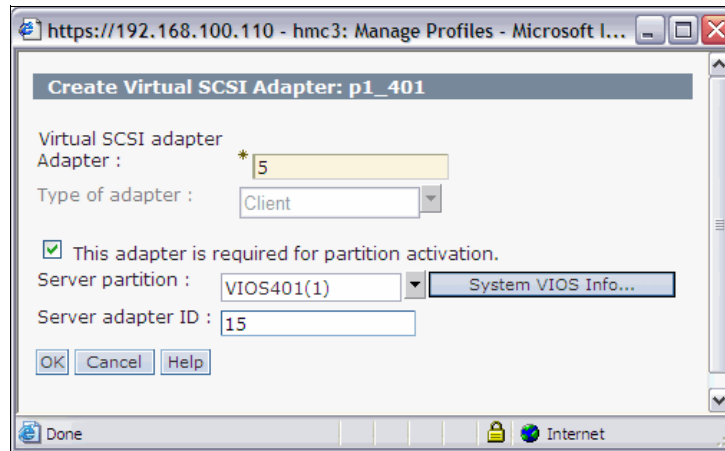 https://192.168.100.110 - hmc3: Manage Profiles - Microsoft I...
Create Virtual SCSI Adapter: p1_401
Virtual SCSI adapter
Adapter : * 5
Type of adapter : Client
This adapter is required for partition activation.
Server partition : VIOS401(1) System VIOS Info...
Server adapter ID : 15
OK Cancel Help
Done Internet